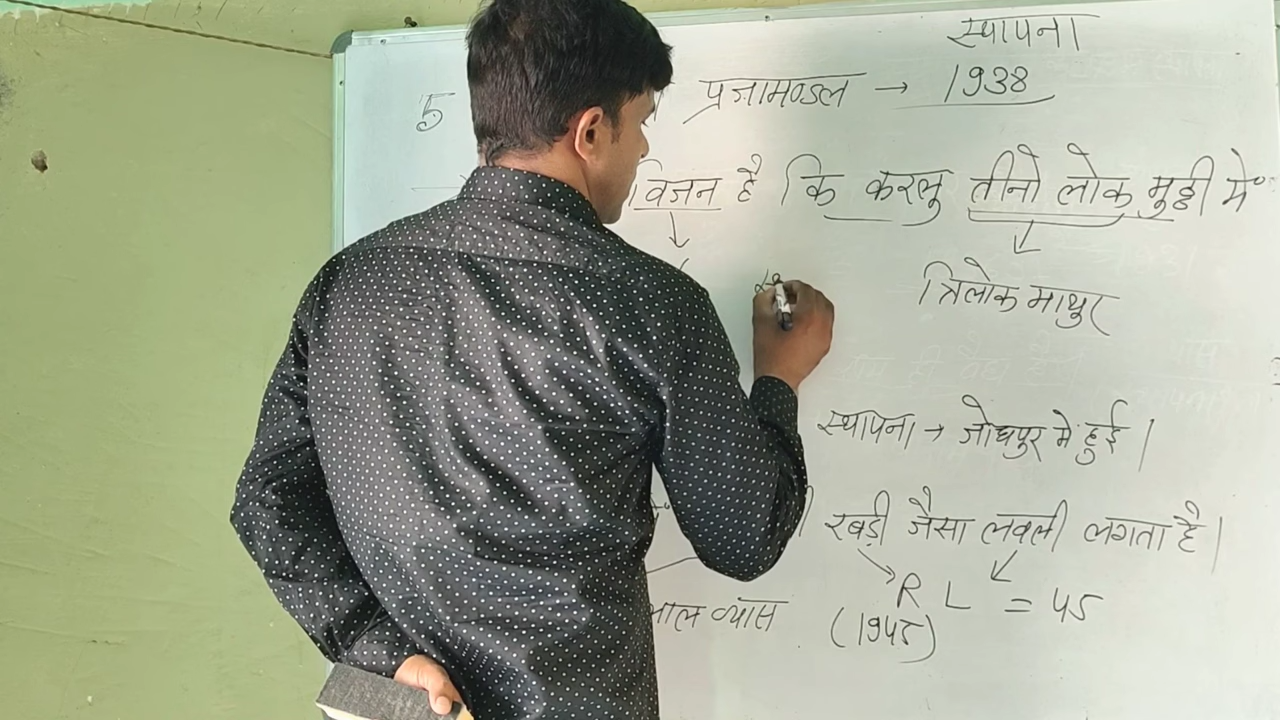 स्थापना
5 प्रजामण्डल → 1938
विजन है कि करलु तीनो लोक मुट्ठी में
त्रिलोक माथुर
स्थापना → जोधपुर में हुई।
रबड़ी जैसा लवली लगता है।
R L = 45
लाल व्यास (1945)